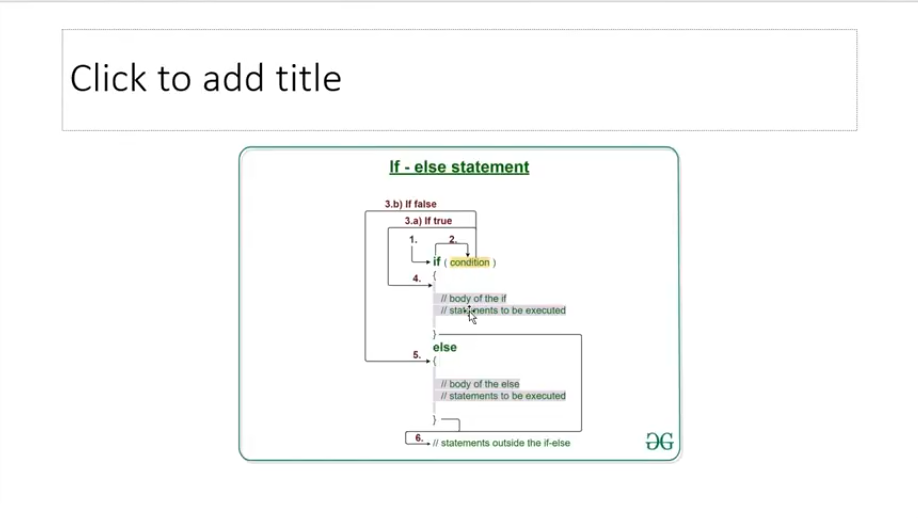 Click to add title
If - else statement
3.b) If false
3.a) If true
1.
2.
if ( condition )
4. {
// body of the if
// statements to be executed
}
else
5. {
// body of the else
// statements to be executed
}
6. // statements outside the if-else